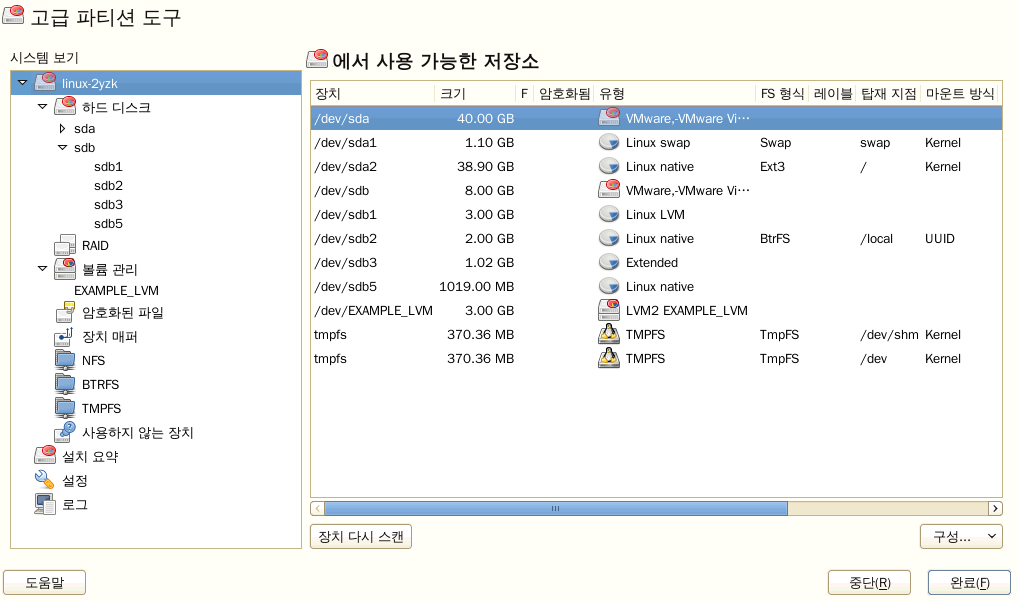 고급 파티션 도구
시스템 보기
linux-2yzk
하드 디스크
sda
sdb
sdb1
sdb2
sdb3
sdb5
RAID
볼륨 관리
EXAMPLE_LVM
암호화된 파일
장치 매퍼
NFS
BTRFS
TMPFS
사용하지 않는 장치
설치 요약
설정
로그
에서 사용 가능한 저장소
장치 크기 F 암호화됨 유형 FS 형식 레이블 탑재 지점 마운트 방식
/dev/sda 40.00 GB VMware,-VMware Vi···
/dev/sda1 1.10 GB Linux swap Swap swap Kernel
/dev/sda2 38.90 GB Linux native Ext3 / Kernel
/dev/sdb 8.00 GB VMware,-VMware Vi···
/dev/sdb1 3.00 GB Linux LVM
/dev/sdb2 2.00 GB Linux native BtrFS /local UUID
/dev/sdb3 1.02 GB Extended
/dev/sdb5 1019.00 MB Linux native
/dev/EXAMPLE_LVM 3.00 GB LVM2 EXAMPLE_LVM
tmpfs 370.36 MB TMPFS TmpFS /dev/shm Kernel
tmpfs 370.36 MB TMPFS TmpFS /dev Kernel
장치 다시 스캔 구성...
도움말 중단(R) 완료(F)